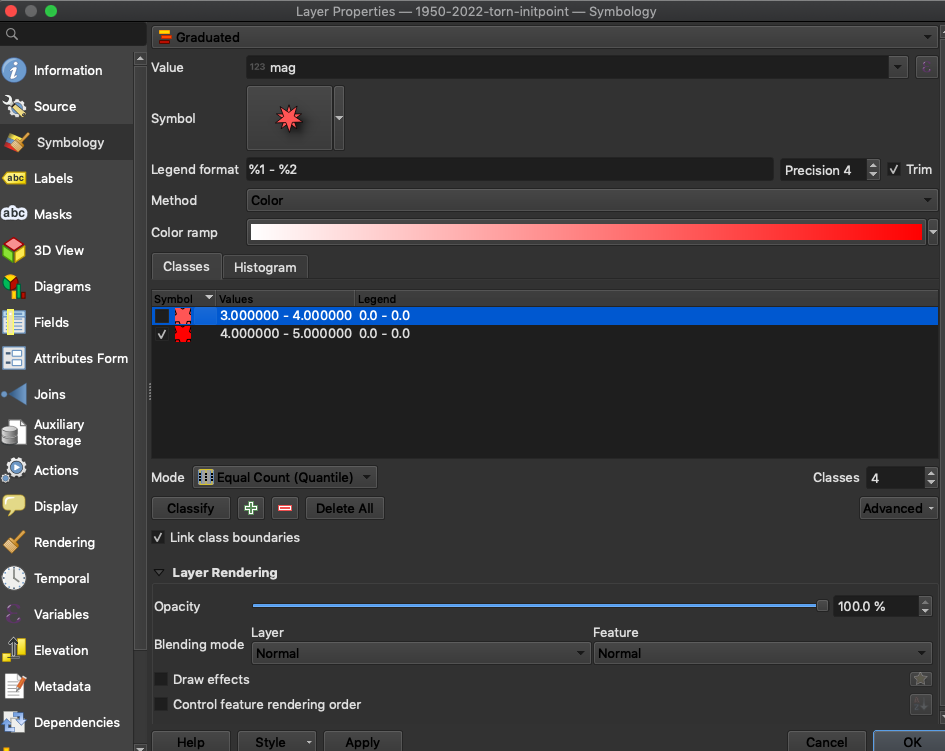 Layer Properties — 1950-2022-torn-initpoint — Symbology
Information
Source
Symbology
abc Labels
abc Masks
3D View
Diagrams
Fields
Attributes Form
Joins
Auxiliary
Storage
Actions
Display
Rendering
Temporal
Variables
Elevation
Metadata
Dependencies
Graduated
Value 123 mag
Symbol
Legend format %1 - %2 Precision 4 Trim
Method Color
Color ramp
Classes Histogram
Symbol Values Legend
3.000000 - 4.000000 0.0 - 0.0
4.000000 - 5.000000 0.0 - 0.0
Mode Equal Count (Quantile) Classes 4
Classify Delete All Advanced
Link class boundaries
Layer Rendering
Opacity 100.0 %
Layer Feature
Blending mode Normal Normal
Draw effects
Control feature rendering order
Help Style Apply Cancel OK